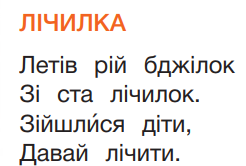 ЛІЧИЛКА
Летів рій бджілок
Зі ста лічилок.
Зійшли́ся діти,
Давай лічити.